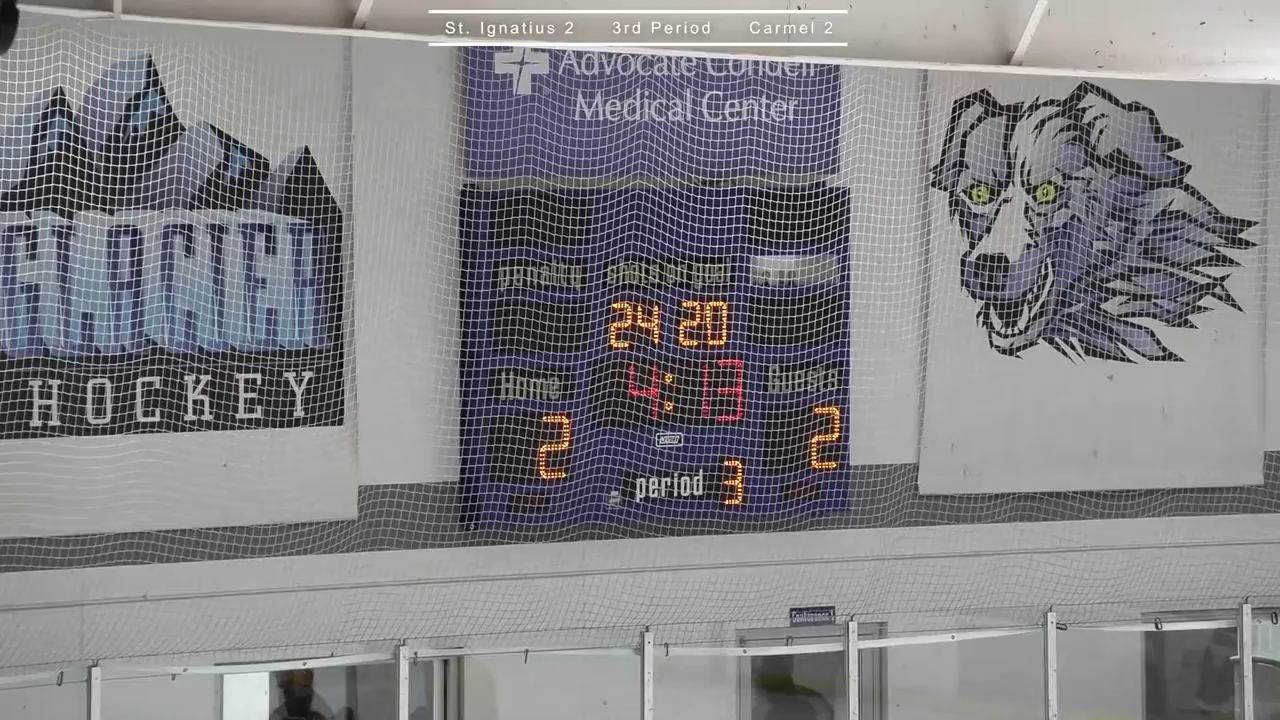 St. Ignatius 2 3rd Period Carmel 2
Advocate Condell
Medical Center
penalty shots on goal
24 20
4:13
Home Guests
2 2
period 3
HOCKEY